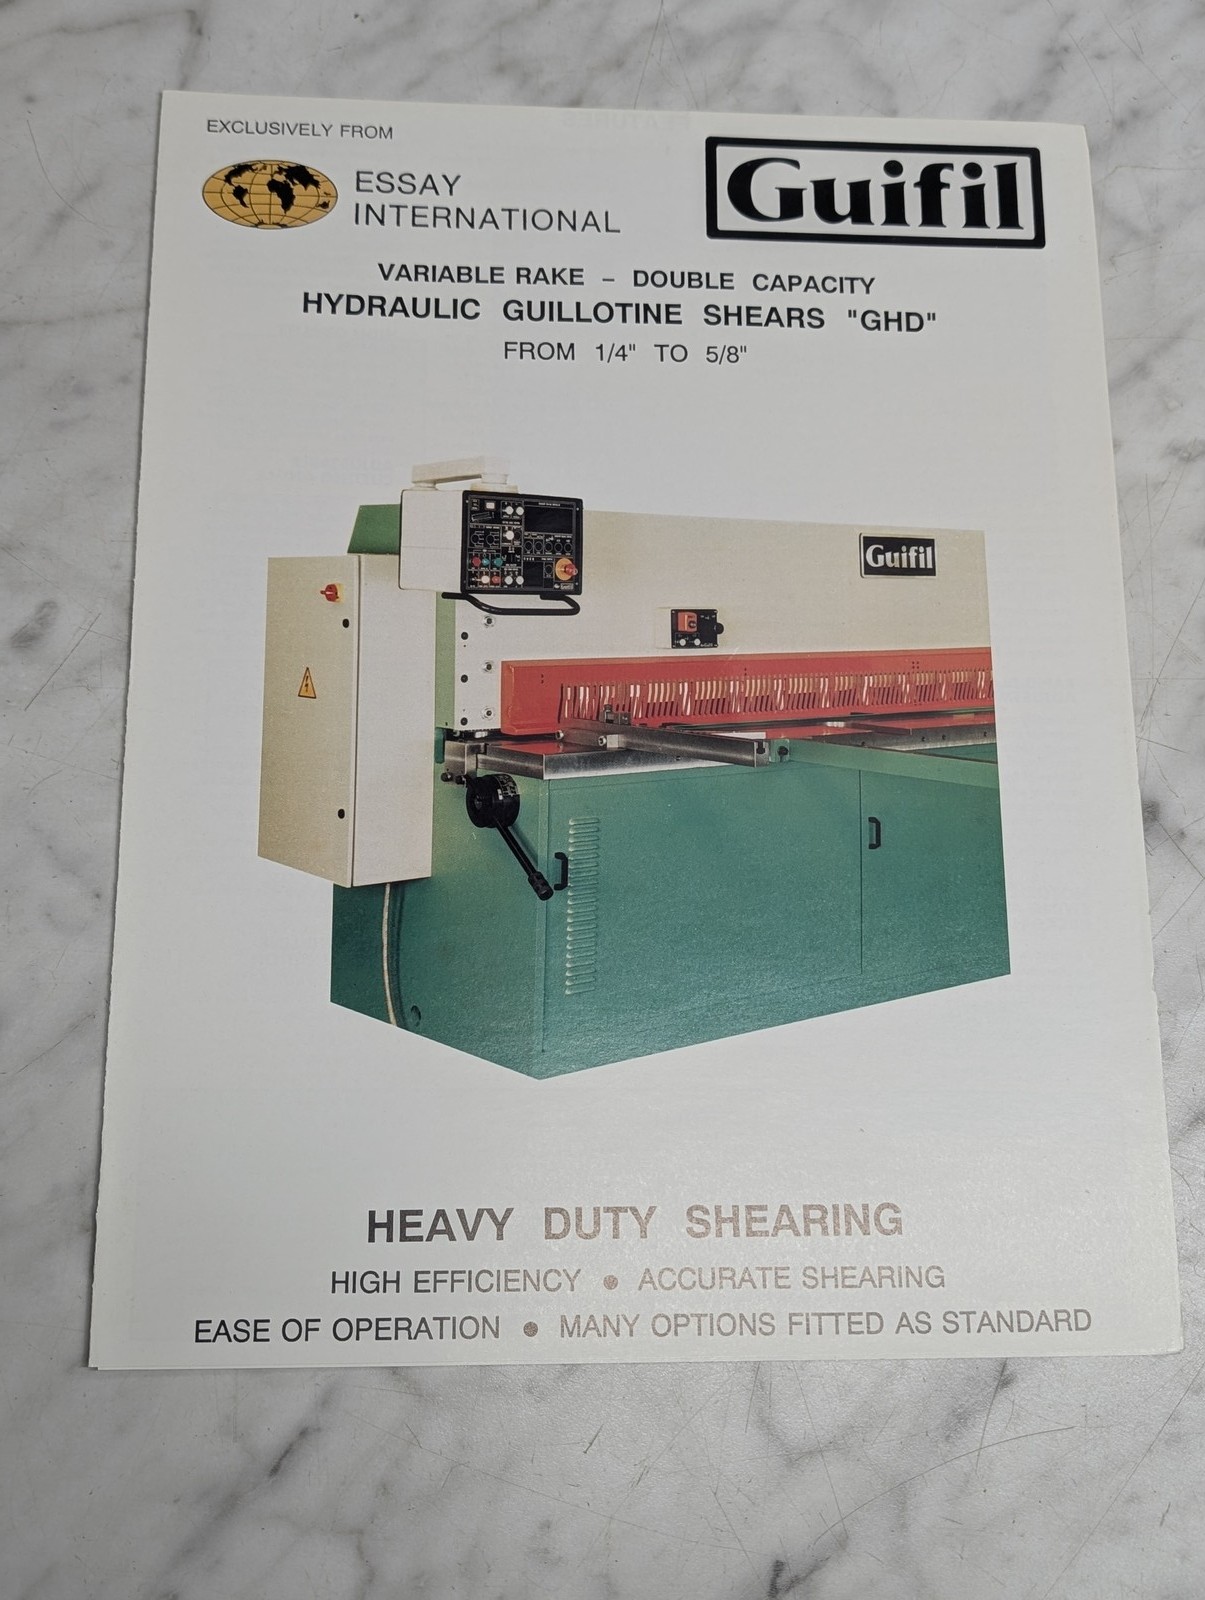 EXCLUSIVELY FROM
ESSAY
INTERNATIONAL
Guifil
VARIABLE RAKE – DOUBLE CAPACITY
HYDRAULIC GUILLOTINE SHEARS "GHD"
FROM 1/4" TO 5/8"
Guifil
HEAVY DUTY SHEARING
HIGH EFFICIENCY • ACCURATE SHEARING
EASE OF OPERATION • MANY OPTIONS FITTED AS STANDARD